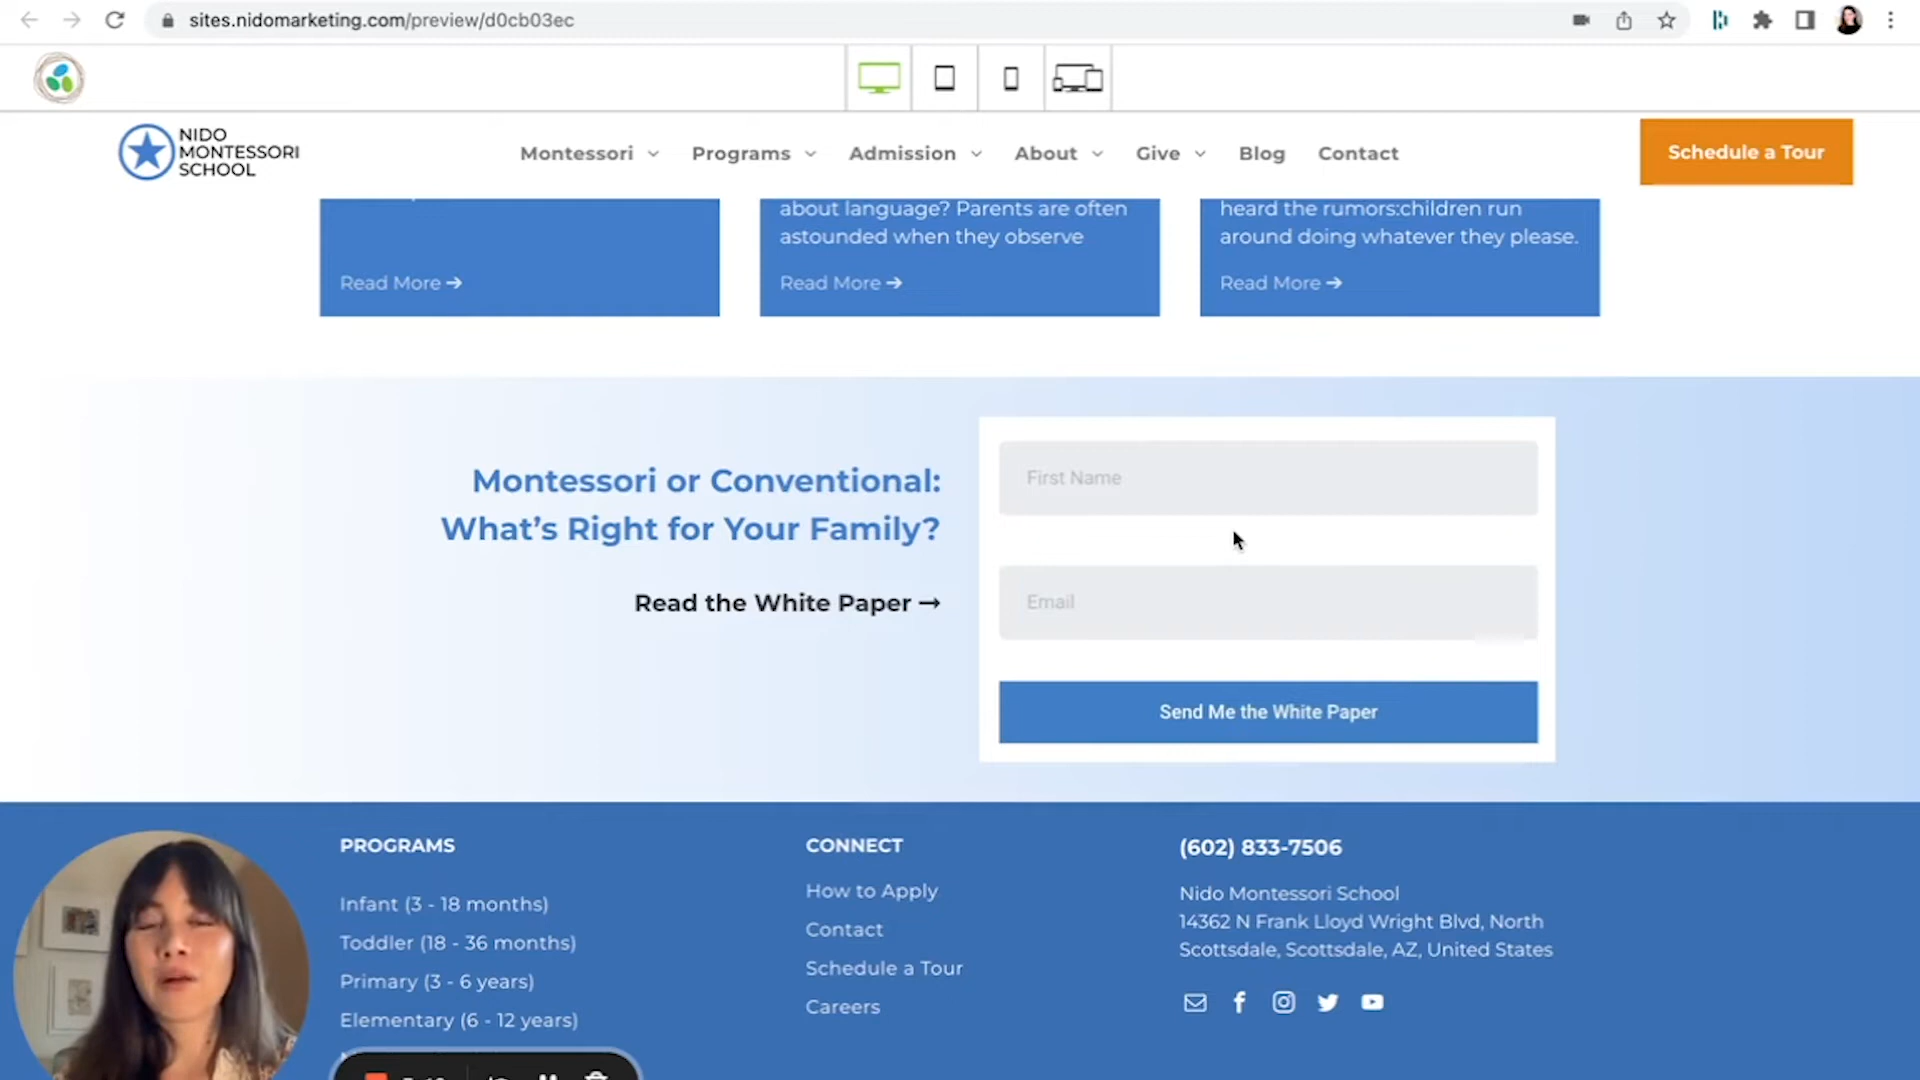 sites.nidomarketing.com/preview/d0cb03ec
NIDO
MONTESSORI
SCHOOL
Montessori
Programs
Admission
About
Give
Blog
Contact
Schedule a Tour
Read More →
about language? Parents are often
astounded when they observe
Read More →
heard the rumors:children run
around doing whatever they please.
Read More →
Montessori or Conventional:
What's Right for Your Family?
Read the White Paper →
First Name
Email
Send Me the White Paper
PROGRAMS
Infant (3 - 18 months)
Toddler (18 - 36 months)
Primary (3 - 6 years)
Elementary (6 - 12 years)
CONNECT
How to Apply
Contact
Schedule a Tour
Careers
(602) 833-7506
Nido Montessori School
14362 N Frank Lloyd Wright Blvd, North
Scottsdale, Scottsdale, AZ, United States